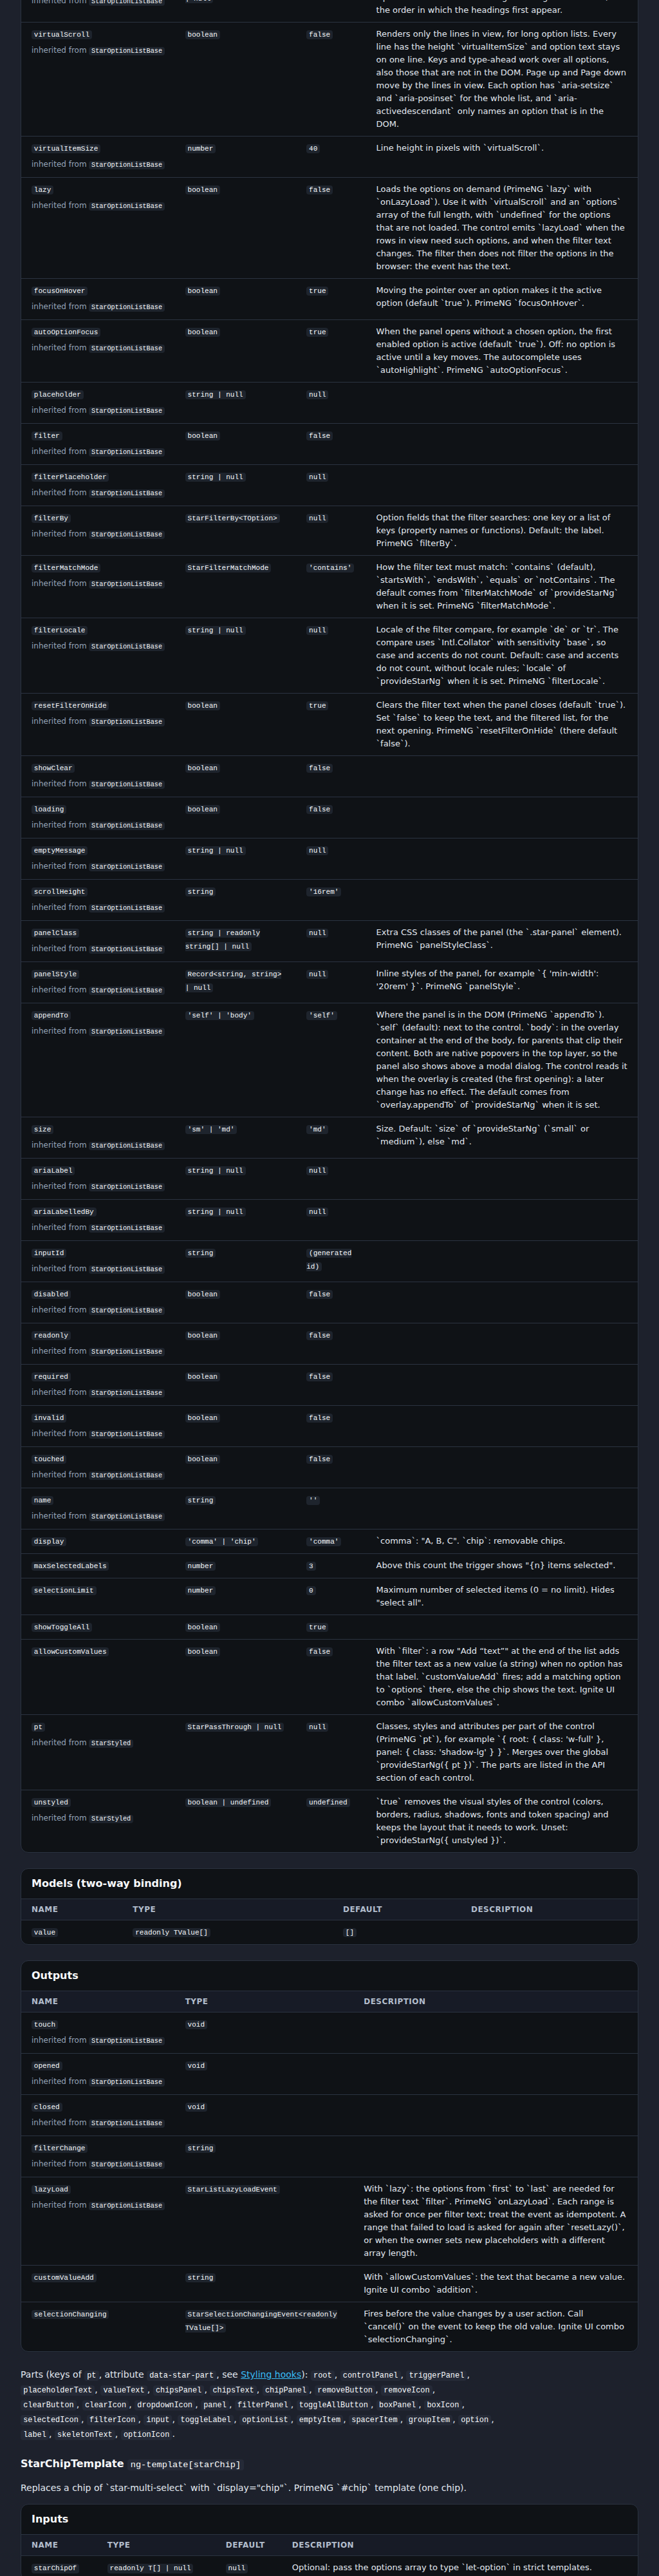 inherited from StarOptionListBase
the order in which the headings first appear.
virtualScroll boolean false Renders only the lines in view, for long option lists. Every
inherited from StarOptionListBase line has the height `virtualItemSize` and option text stays
on one line. Keys and type-ahead work over all options,
also those that are not in the DOM. Page up and Page down
move by the lines in view. Each option has `aria-setsize`
and `aria-posinset` for the whole list, and `aria-
activedescendant` only names an option that is in the
DOM.
virtualItemSize number 40 Line height in pixels with `virtualScroll`.
inherited from StarOptionListBase
lazy boolean false Loads the options on demand (PrimeNG `lazy` with
inherited from StarOptionListBase `onLazyLoad`). Use it with `virtualScroll` and an `options`
array of the full length, with `undefined` for the options
that are not loaded. The control emits `lazyLoad` when the
rows in view need such options, and when the filter text
changes. The filter then does not filter the options in the
browser: the event has the text.
focusOnHover boolean true Moving the pointer over an option makes it the active
inherited from StarOptionListBase option (default `true`). PrimeNG `focusOnHover`.
autoOptionFocus boolean true When the panel opens without a chosen option, the first
inherited from StarOptionListBase enabled option is active (default `true`). Off: no option is
active until a key moves. The autocomplete uses
`autoHighlight`. PrimeNG `autoOptionFocus`.
placeholder string | null null
inherited from StarOptionListBase
filter boolean false
inherited from StarOptionListBase
filterPlaceholder string | null null
inherited from StarOptionListBase
filterBy StarFilterBy<TOption> null Option fields that the filter searches: one key or a list of
inherited from StarOptionListBase keys (property names or functions). Default: the label.
PrimeNG `filterBy`.
filterMatchMode StarFilterMatchMode 'contains' How the filter text must match: `contains` (default),
inherited from StarOptionListBase `startsWith`, `endsWith`, `equals` or `notContains`. The
default comes from `filterMatchMode` of `provideStarNg`
when it is set. PrimeNG `filterMatchMode`.
filterLocale string | null null Locale of the filter compare, for example `de` or `tr`. The
inherited from StarOptionListBase compare uses `Intl.Collator` with sensitivity `base`, so
case and accents do not count. Default: case and accents
do not count, without locale rules; `locale` of
`provideStarNg` when it is set. PrimeNG `filterLocale`.
resetFilterOnHide boolean true Clears the filter text when the panel closes (default `true`).
inherited from StarOptionListBase Set `false` to keep the text, and the filtered list, for the
next opening. PrimeNG `resetFilterOnHide` (there default
`false`).
showClear boolean false
inherited from StarOptionListBase
loading boolean false
inherited from StarOptionListBase
emptyMessage string | null null
inherited from StarOptionListBase
scrollHeight string '16rem'
inherited from StarOptionListBase
panelClass string | readonly null Extra CSS classes of the panel (the `.star-panel` element).
inherited from StarOptionListBase string[] | null PrimeNG `panelStyleClass`.
panelStyle Record<string, string> null Inline styles of the panel, for example `{ 'min-width':
inherited from StarOptionListBase | null '20rem' }`. PrimeNG `panelStyle`.
appendTo 'self' | 'body' 'self' Where the panel is in the DOM (PrimeNG `appendTo`).
inherited from StarOptionListBase `self` (default): next to the control. `body`: in the overlay
container at the end of the body, for parents that clip their
content. Both are native popovers in the top layer, so the
panel also shows above a modal dialog. The control reads it
when the overlay is created (the first opening): a later
change has no effect. The default comes from
`overlay.appendTo` of `provideStarNg` when it is set.
size 'sm' | 'md' 'md' Size. Default: `size` of `provideStarNg` (`small` or
inherited from StarOptionListBase `medium`), else `md`.
ariaLabel string | null null
inherited from StarOptionListBase
ariaLabelledBy string | null null
inherited from StarOptionListBase
inputId string (generated
inherited from StarOptionListBase id)
disabled boolean false
inherited from StarOptionListBase
readonly boolean false
inherited from StarOptionListBase
required boolean false
inherited from StarOptionListBase
invalid boolean false
inherited from StarOptionListBase
touched boolean false
inherited from StarOptionListBase
name string ''
inherited from StarOptionListBase
display 'comma' | 'chip' 'comma' `comma`: "A, B, C". `chip`: removable chips.
maxSelectedLabels number 3 Above this count the trigger shows "{n} items selected".
selectionLimit number 0 Maximum number of selected items (0 = no limit). Hides
"select all".
showToggleAll boolean true
allowCustomValues boolean false With `filter`: a row "Add “text”" at the end of the list adds
the filter text as a new value (a string) when no option has
that label. `customValueAdd` fires; add a matching option
to `options` there, else the chip shows the text. Ignite UI
combo `allowCustomValues`.
pt StarPassThrough | null null Classes, styles and attributes per part of the control
inherited from StarStyled (PrimeNG `pt`), for example `{ root: { class: 'w-full' },
panel: { class: 'shadow-lg' } }`. Merges over the global
`provideStarNg({ pt })`. The parts are listed in the API
section of each control.
unstyled boolean | undefined undefined `true` removes the visual styles of the control (colors,
inherited from StarStyled borders, radius, shadows, fonts and token spacing) and
keeps the layout that it needs to work. Unset:
`provideStarNg({ unstyled })`.
Models (two-way binding)
NAME TYPE DEFAULT DESCRIPTION
value readonly TValue[] []
Outputs
NAME TYPE DESCRIPTION
touch void
inherited from StarOptionListBase
opened void
inherited from StarOptionListBase
closed void
inherited from StarOptionListBase
filterChange string
inherited from StarOptionListBase
lazyLoad StarListLazyLoadEvent With `lazy`: the options from `first` to `last` are needed for
inherited from StarOptionListBase the filter text `filter`. PrimeNG `onLazyLoad`. Each range is
asked for once per filter text; treat the event as idempotent. A
range that failed to load is asked for again after `resetLazy()`,
or when the owner sets new placeholders with a different
array length.
customValueAdd string With `allowCustomValues`: the text that became a new value.
Ignite UI combo `addition`.
selectionChanging StarSelectionChangingEvent<readonly Fires before the value changes by a user action. Call
TValue[]> `cancel()` on the event to keep the old value. Ignite UI combo
`selectionChanging`.
Parts (keys of pt, attribute data-star-part, see Styling hooks): root, controlPanel, triggerPanel,
placeholderText, valueText, chipsPanel, chipsText, chipPanel, removeButton, removeIcon,
clearButton, clearIcon, dropdownIcon, panel, filterPanel, toggleAllButton, boxPanel, boxIcon,
selectedIcon, filterIcon, input, toggleLabel, optionList, emptyItem, spacerItem, groupItem, option,
label, skeletonText, optionIcon.
StarChipTemplate ng-template[starChip]
Replaces a chip of `star-multi-select` with `display="chip"`. PrimeNG `#chip` template (one chip).
Inputs
NAME TYPE DEFAULT DESCRIPTION
starChipOf readonly T[] | null null Optional: pass the options array to type `let-option` in strict templates.